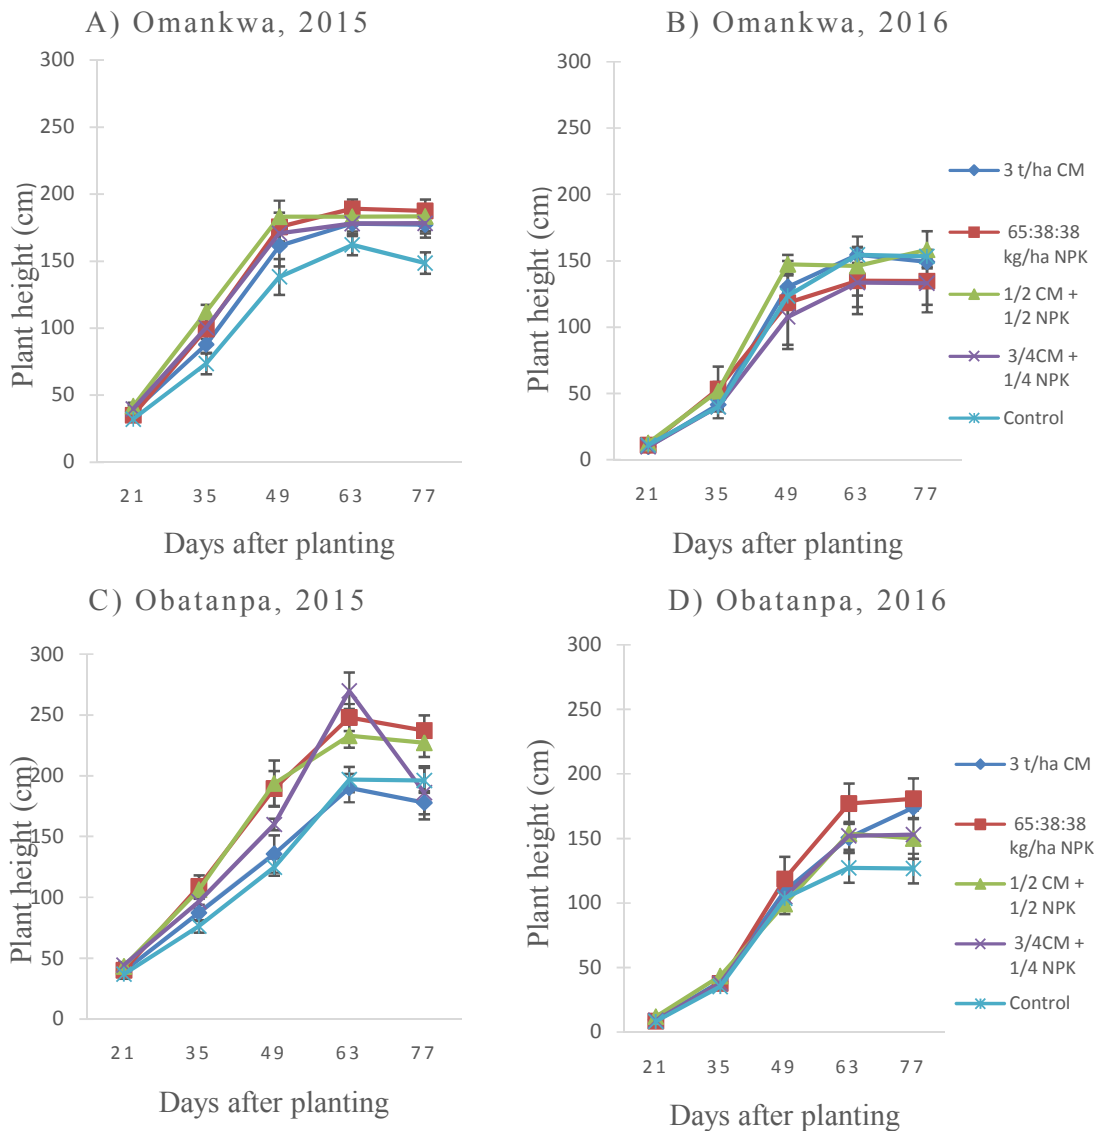 A) Omankwa, 2015
300
250
200
150
100
50
0
Plant height (cm)
21 35 49 63 77
Days after planting
B) Omankwa, 2016
300
250
200
150
100
50
0
Plant height (cm)
21 35 49 63 77
Days after planting
3 t/ha CM
65:38:38
kg/ha NPK
1/2 CM +
1/2 NPK
3/4CM +
1/4 NPK
Control
C) Obatanpa, 2015
300
250
200
150
100
50
0
Plant height (cm)
21 35 49 63 77
Days after planting
D) Obatanpa, 2016
300
250
200
150
100
50
0
Plant height (cm)
21 35 49 63 77
Days after planting
3 t/ha CM
65:38:38
kg/ha NPK
1/2 CM +
1/2 NPK
3/4CM +
1/4 NPK
Control